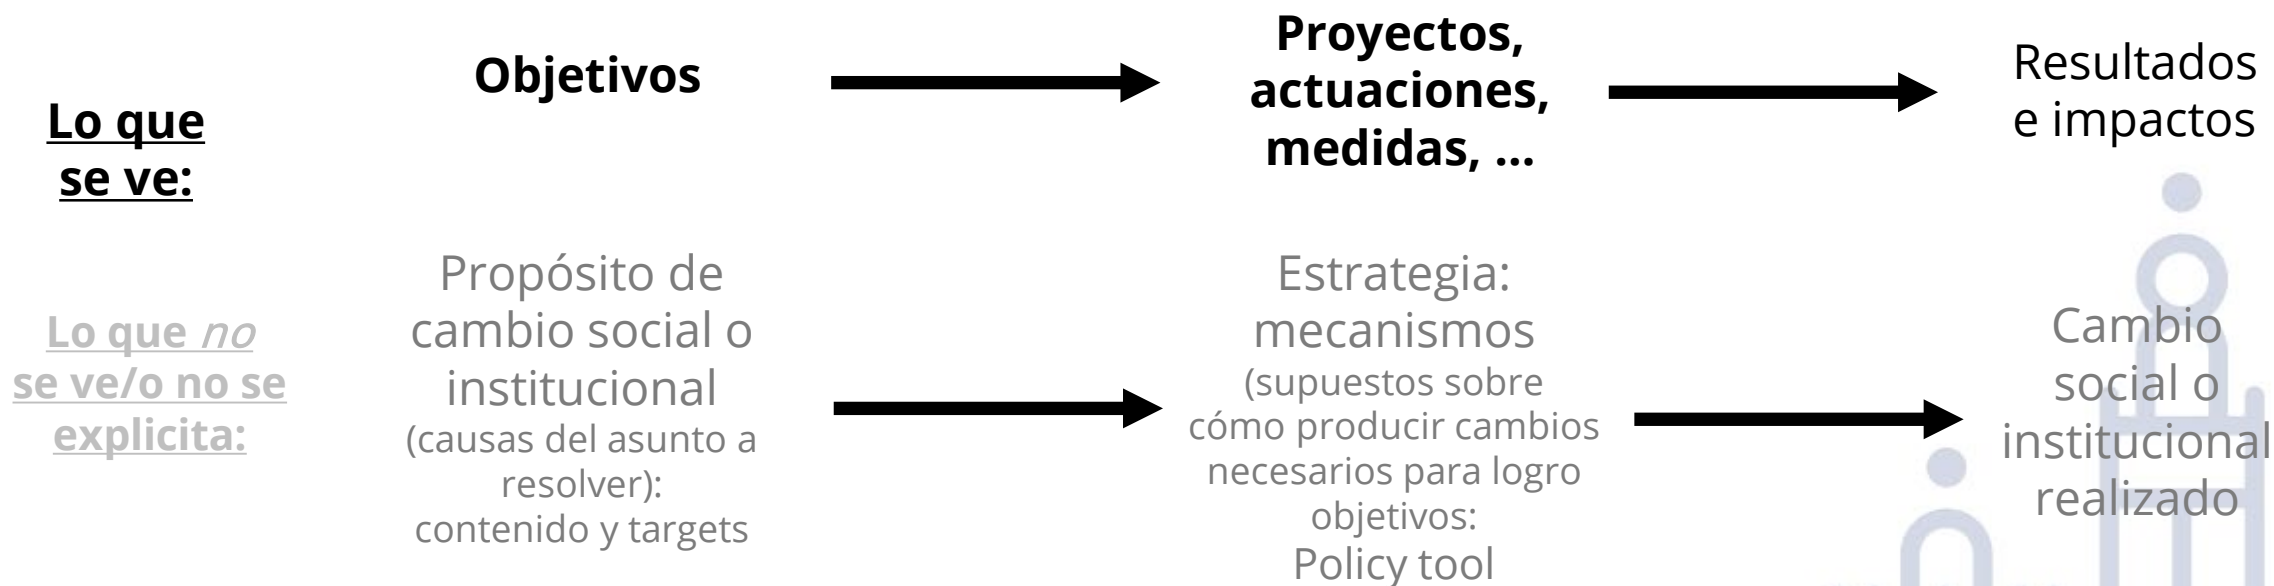 Lo que
se ve:
Objetivos
Proyectos,
actuaciones,
medidas, ...
Resultados
e impactos
Lo que no
se ve/o no se
explicita:
Propósito de
cambio social o
institucional
(causas del asunto a
resolver):
contenido y targets
Estrategia:
mecanismos
(supuestos sobre
cómo producir cambios
necesarios para logro
objetivos:
Policy tool
Cambio
social o
institucional
realizado